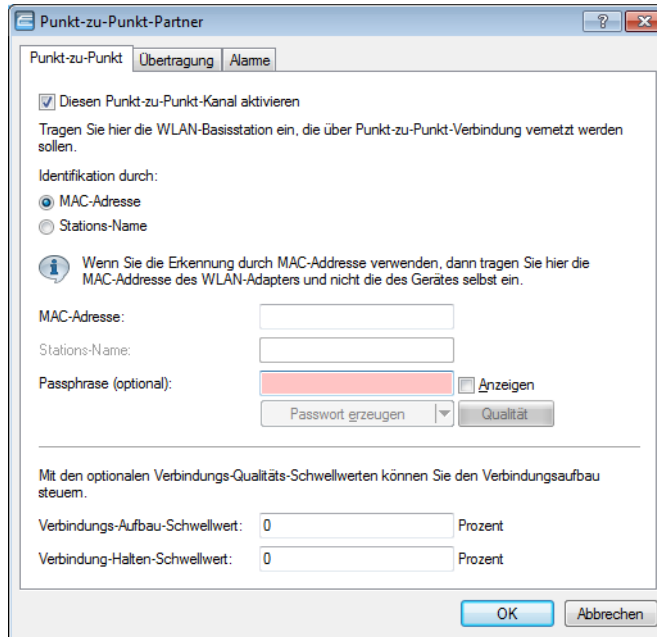 Punkt-zu-Punkt-Partner
Punkt-zu-Punkt Übertragung Alarme
Diesen Punkt-zu-Punkt-Kanal aktivieren
Tragen Sie hier die WLAN-Basisstation ein, die über Punkt-zu-Punkt-Verbindung vernetzt werden
sollen.
Identifikation durch:
MAC-Adresse
Stations-Name
Wenn Sie die Erkennung durch MAC-Addresse verwenden, dann tragen Sie hier die
MAC-Addresse des WLAN-Adapters und nicht die des Gerätes selbst ein.
MAC-Adresse:
Stations-Name:
Passphrase (optional): Anzeigen
Passwort erzeugen Qualität
Mit den optionalen Verbindungs-Qualitäts-Schwellwerten können Sie den Verbindungsaufbau
steuern.
Verbindungs-Aufbau-Schwellwert: 0 Prozent
Verbindung-Halten-Schwellwert: 0 Prozent
OK Abbrechen